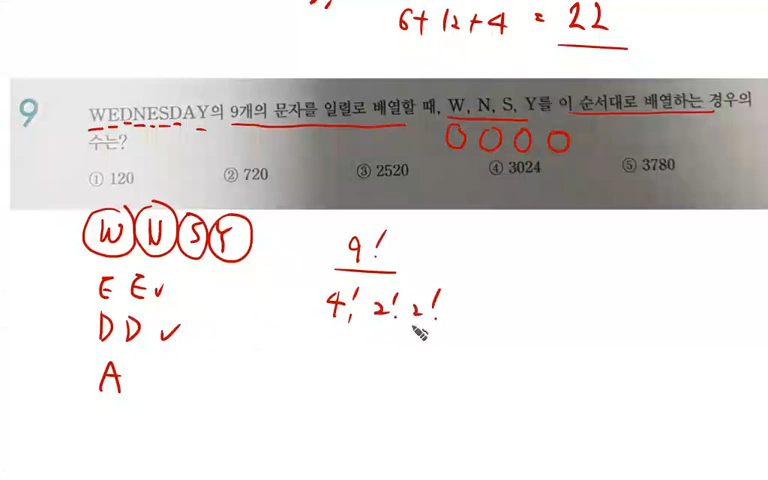 6+12+4 = 22
9
WEDNESDAY의 9개의 문자를 일렬로 배열할 때, W, N, S, Y를 이 순서대로 배열하는 경우의
수는?
① 120 ② 720 ③ 2520 ④ 3024 ⑤ 3780
W N S Y
E E
D D
A
9!
4! 2! 2!